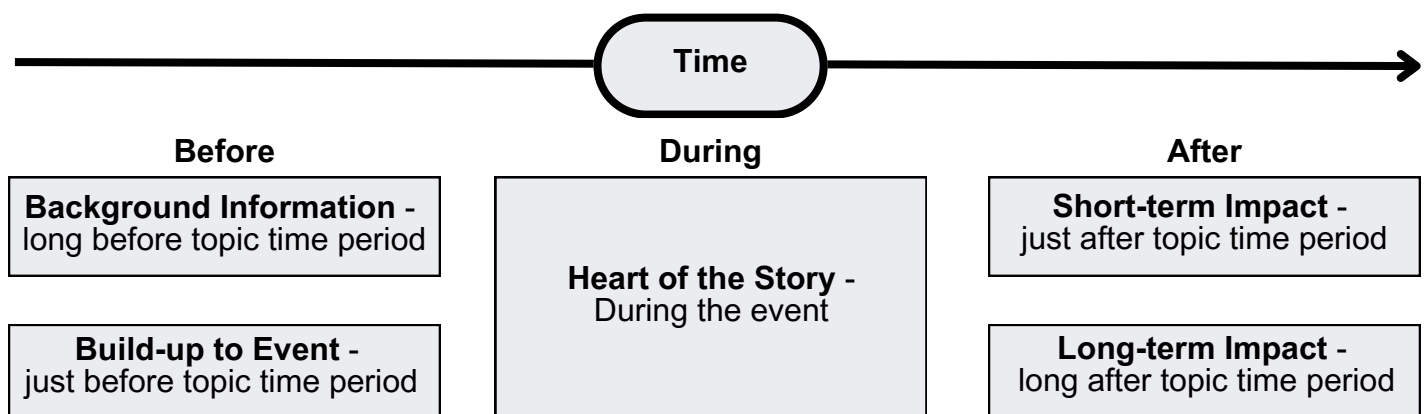 Time
Before
During
After
Background Information -
long before topic time period
Build-up to Event -
just before topic time period
Heart of the Story -
During the event
Short-term Impact -
just after topic time period
Long-term Impact -
long after topic time period